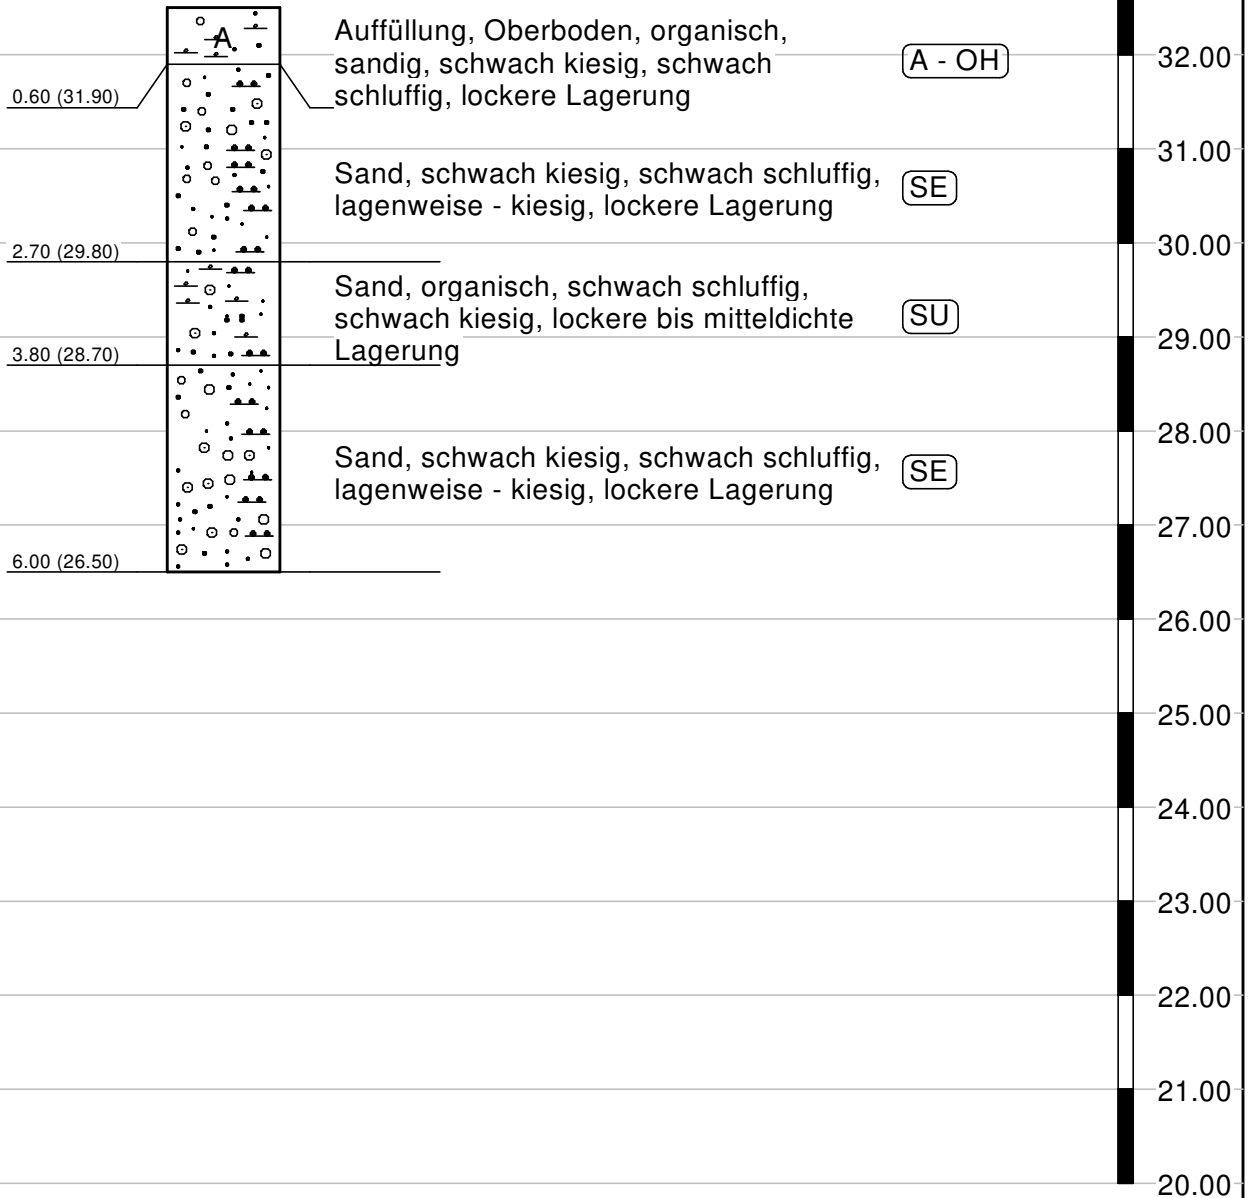 A
Auffüllung, Oberboden, organisch,
sandig, schwach kiesig, schwach
schluffig, lockere Lagerung
A - OH
32.00
0.60 (31.90)
31.00
Sand, schwach kiesig, schwach schluffig,
lagenweise - kiesig, lockere Lagerung
SE
30.00
2.70 (29.80)
Sand, organisch, schwach schluffig,
schwach kiesig, lockere bis mitteldichte
Lagerung
SU
29.00
3.80 (28.70)
28.00
Sand, schwach kiesig, schwach schluffig,
lagenweise - kiesig, lockere Lagerung
SE
27.00
6.00 (26.50)
26.00
25.00
24.00
23.00
22.00
21.00
20.00